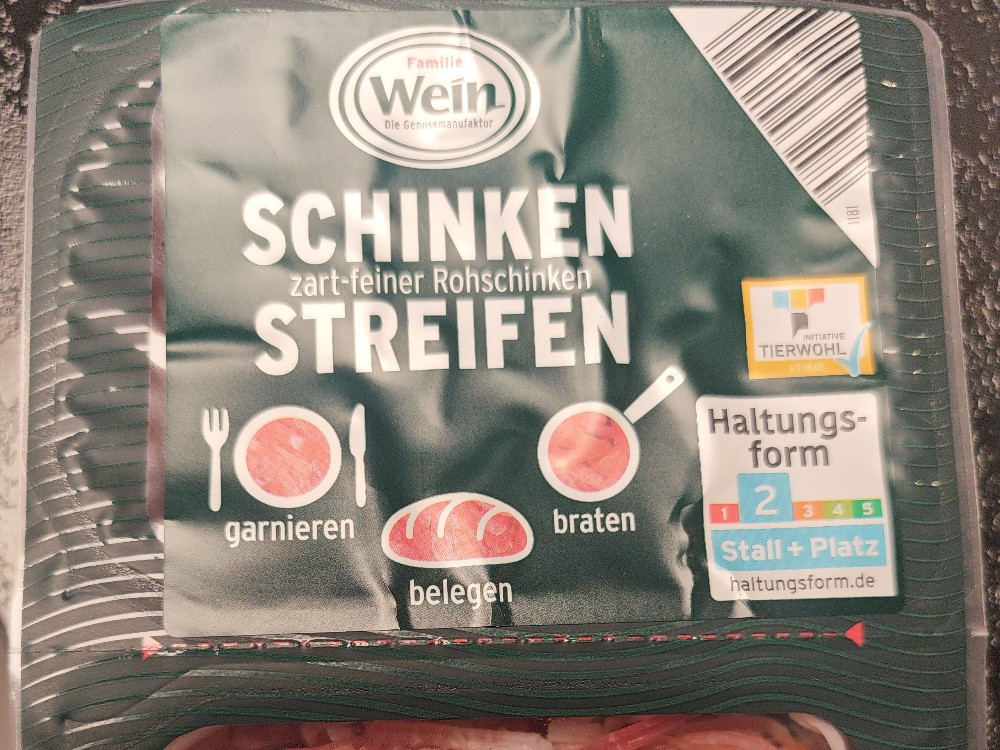 Familie
Wein
Die Genussmanufaktur
SCHINKEN
zart-feiner Rohschinken
STREIFEN
garnieren
belegen
braten
1811
INITIATIVE
TIERWOHL
Haltungs-
form
1 2 3 4 5
Stall + Platz
haltungsform.de